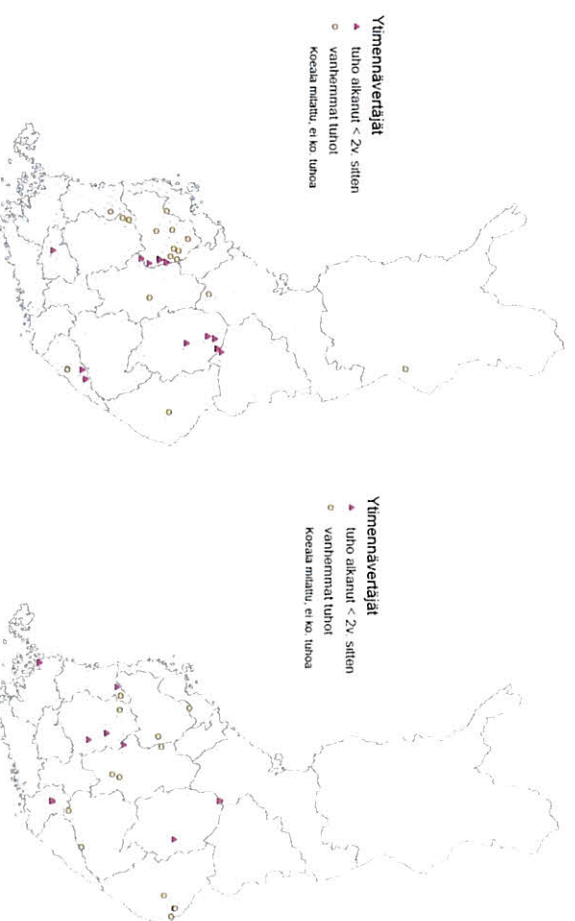 Ytimennävertäjät
tuho alkanut < 2v. sitten
vanhemmat tuhot
Koeala mitattu, ei ko. tuhoa
Ytimennävertäjät
tuho alkanut < 2v. sitten
vanhemmat tuhot
Koeala mitattu, ei ko. tuhoa